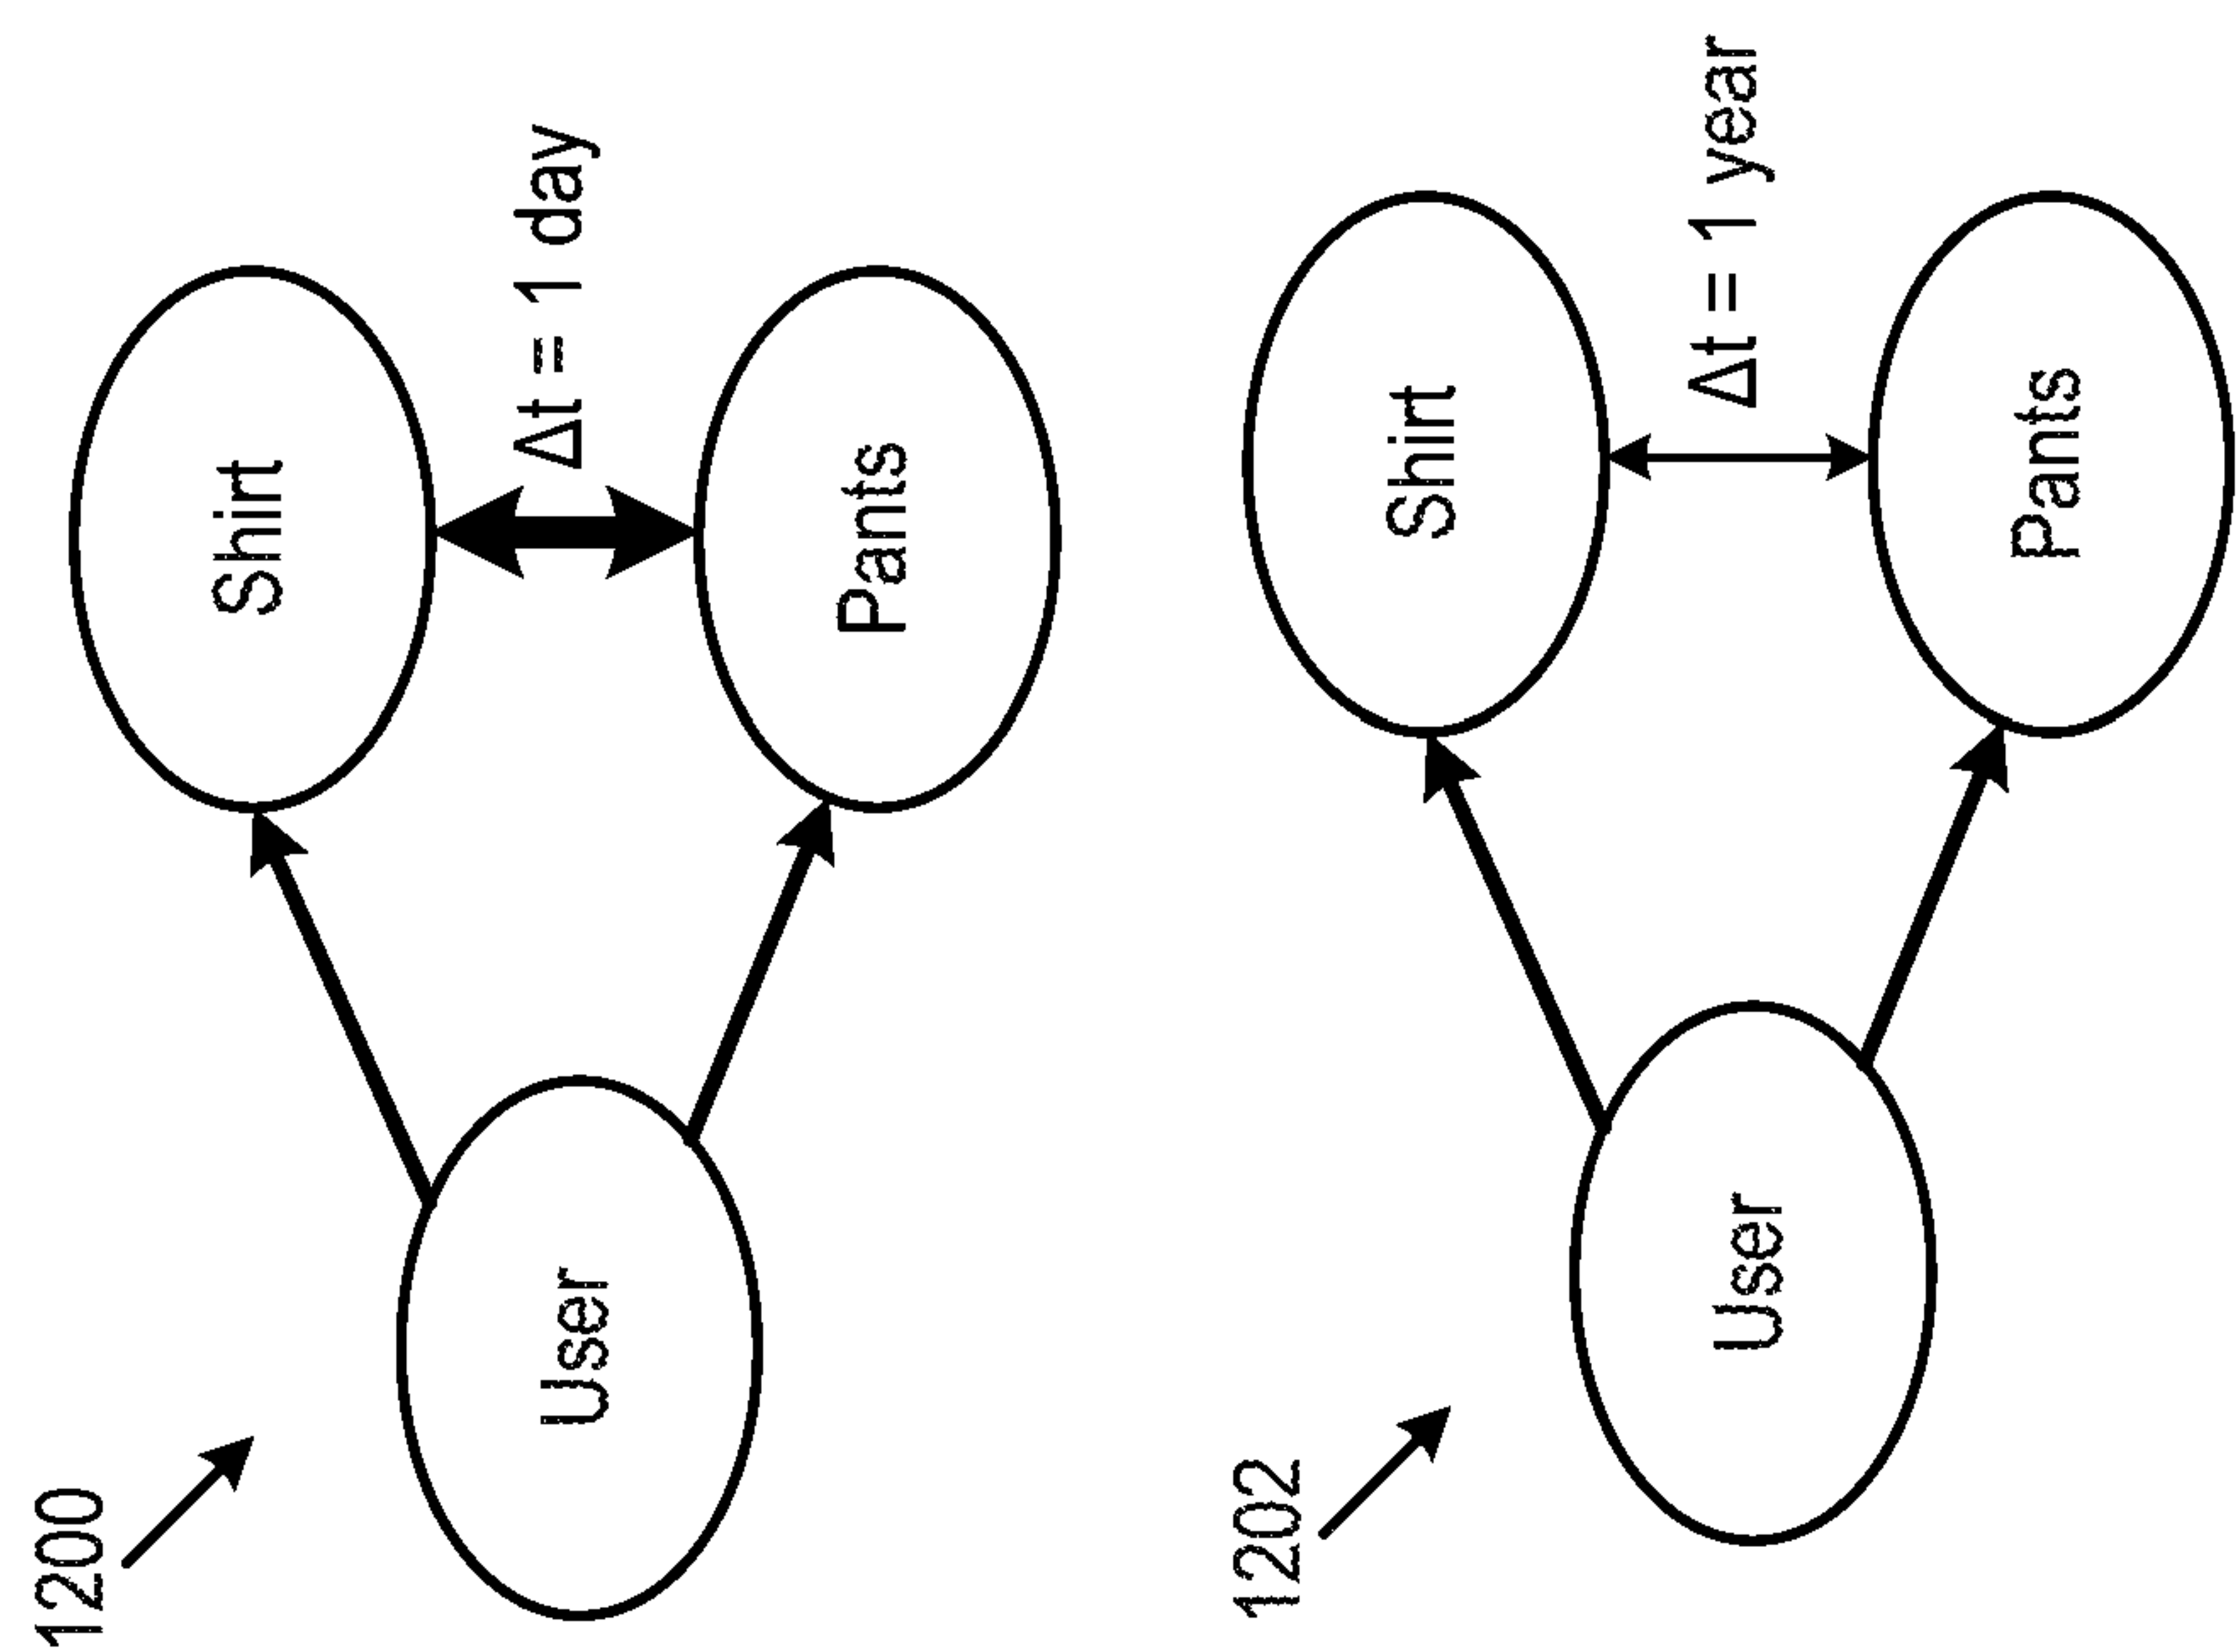 1200
User
Shirt
Δt = 1 day
Pants
1202
User
Shirt
Δt = 1 year
Pants